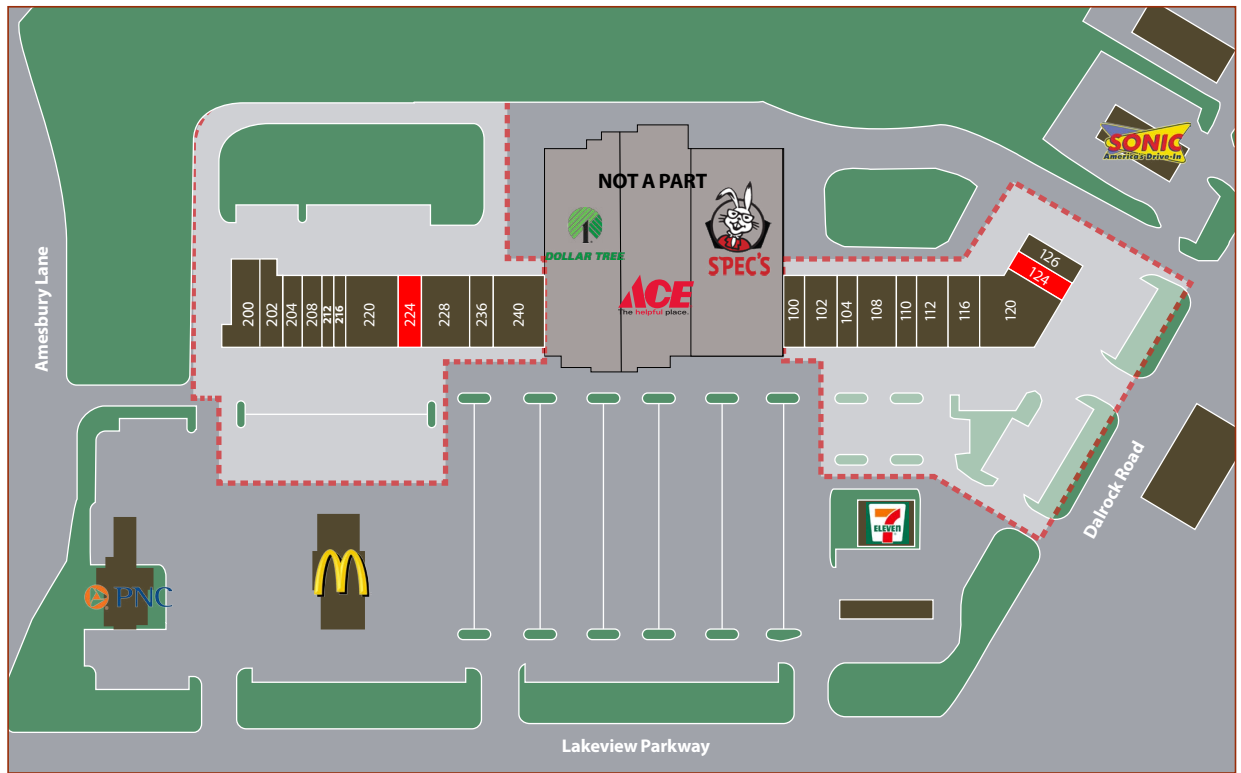 SONIC
America's Drive-In
NOT A PART
DOLLAR TREE
1
SPEC'S
ACE
The helpful place.
Amesbury Lane
200
202
204
208
212
216
220
224
228
236
240
100
102
104
108
110
112
116
120
124
126
Dalrock Road
7
ELEVEN
PNC
Lakeview Parkway